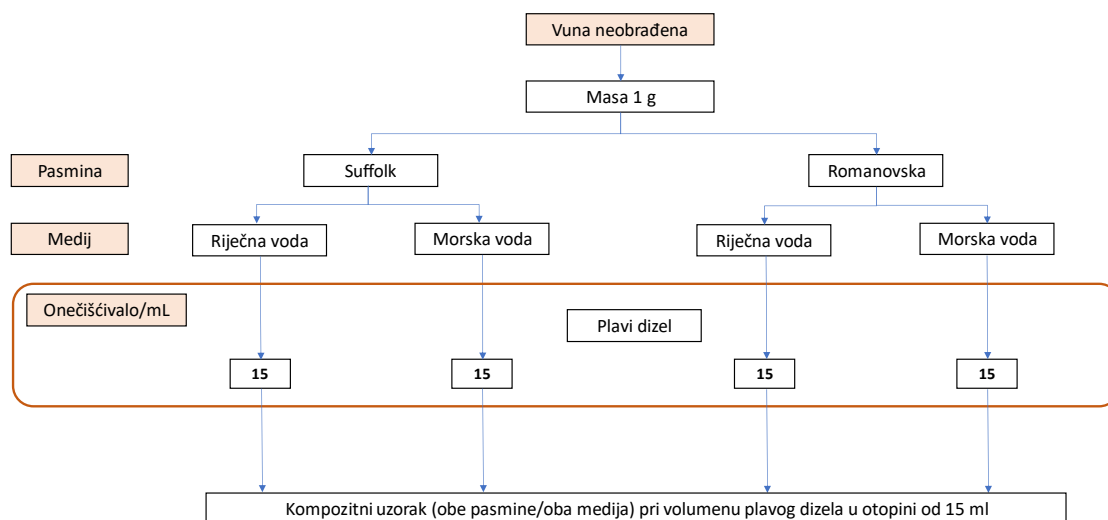 Vuna neobrađena
Masa 1 g
Pasmina
Suffolk
Romanovska
Medij
Riječna voda
Morska voda
Riječna voda
Morska voda
Onečišćivalo/mL
Plavi dizel
15
15
15
15
Kompozitni uzorak (obe pasmine/oba medija) pri volumenu plavog dizela u otopini od 15 ml